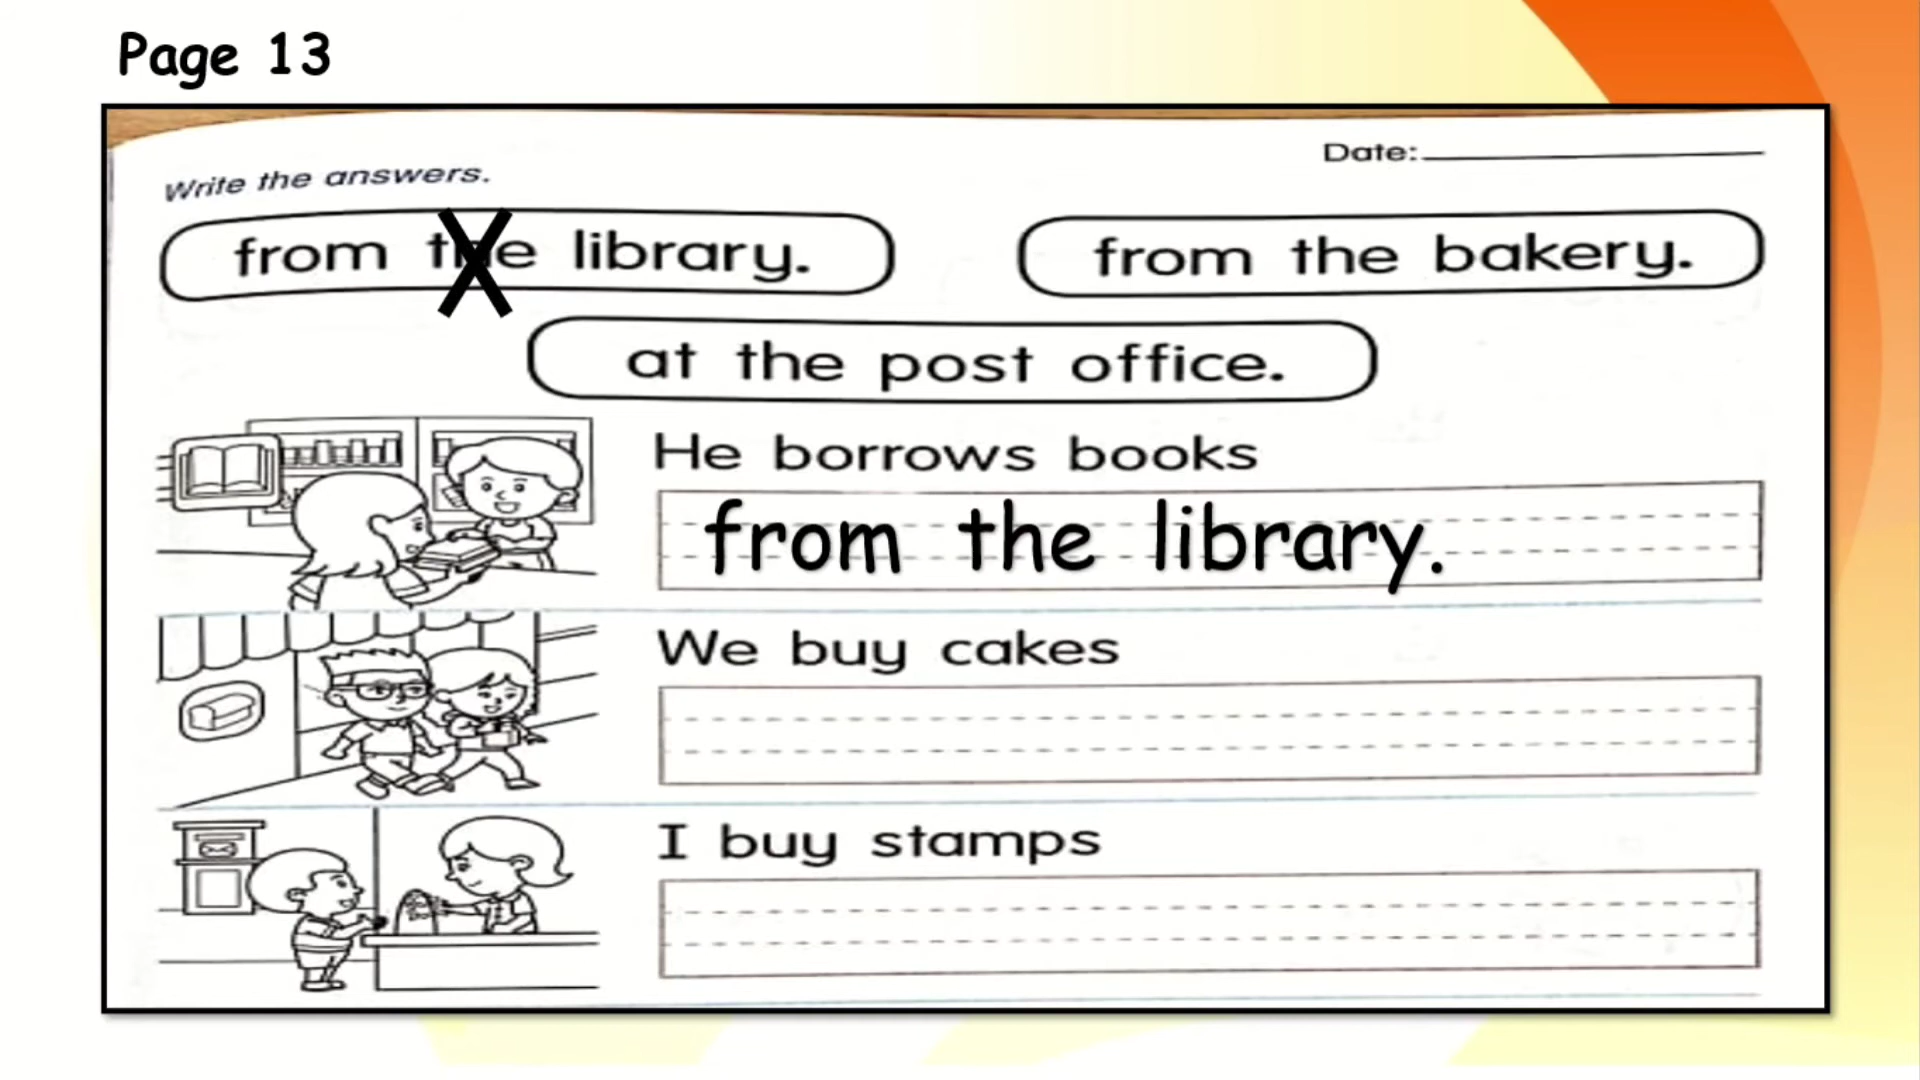 Page 13
Date:
Write the answers.
from the library.
from the bakery.
at the post office.
He borrows books
from the library.
We buy cakes
I buy stamps